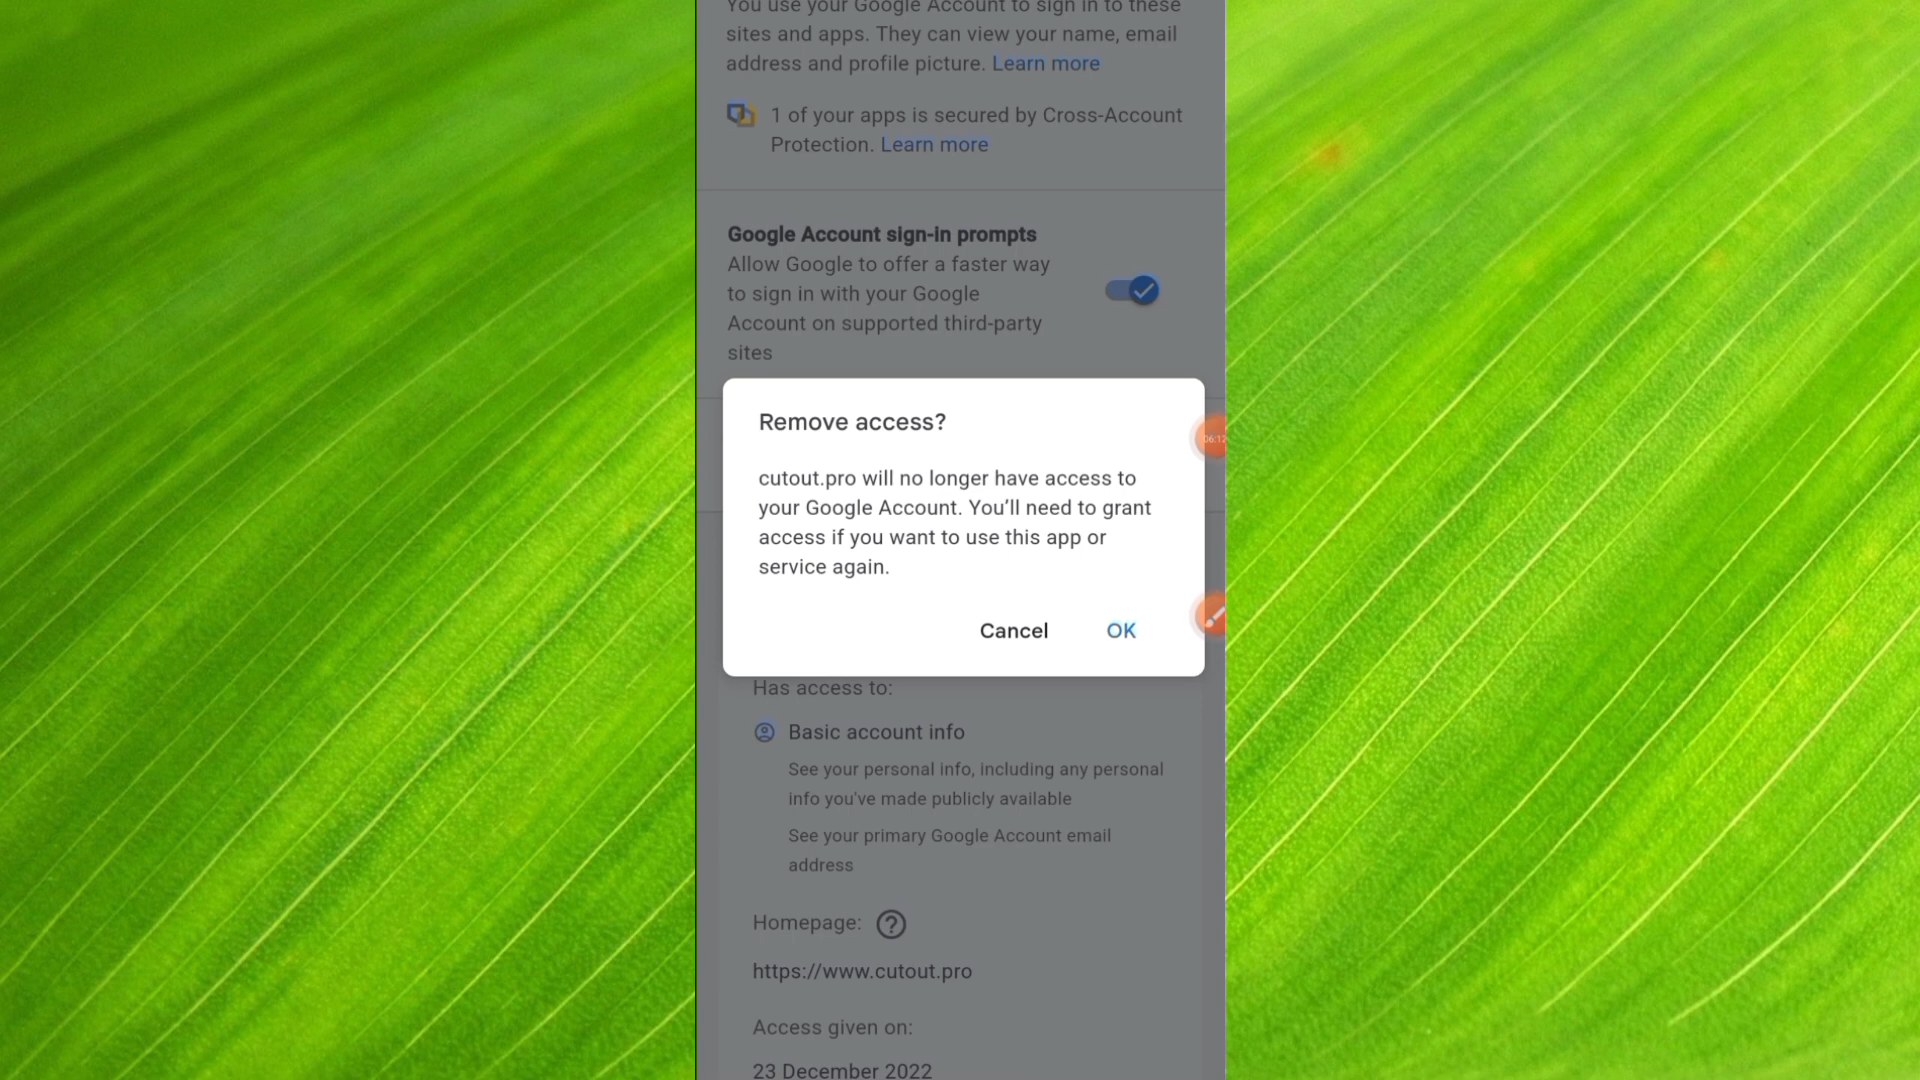 You use your Google Account to sign in to these
sites and apps. They can view your name, email
address and profile picture. Learn more
1 of your apps is secured by Cross-Account
Protection. Learn more
Google Account sign-in prompts
Allow Google to offer a faster way
to sign in with your Google
Account on supported third-party
sites
Remove access?
06:12
cutout.pro will no longer have access to
your Google Account. You’ll need to grant
access if you want to use this app or
service again.
Cancel OK
Has access to:
Basic account info
See your personal info, including any personal
info you've made publicly available
See your primary Google Account email
address
Homepage:
https://www.cutout.pro
Access given on:
23 December 2022